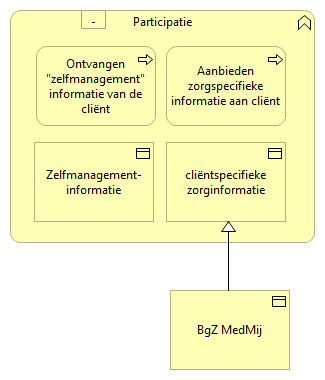 -
Participatie
Ontvangen
"zelfmanagement"
informatie van de
cliënt
Aanbieden
zorgspecifieke
informatie aan cliënt
Zelfmanagement-
informatie
cliëntspecifieke
zorginformatie
BgZ MedMij